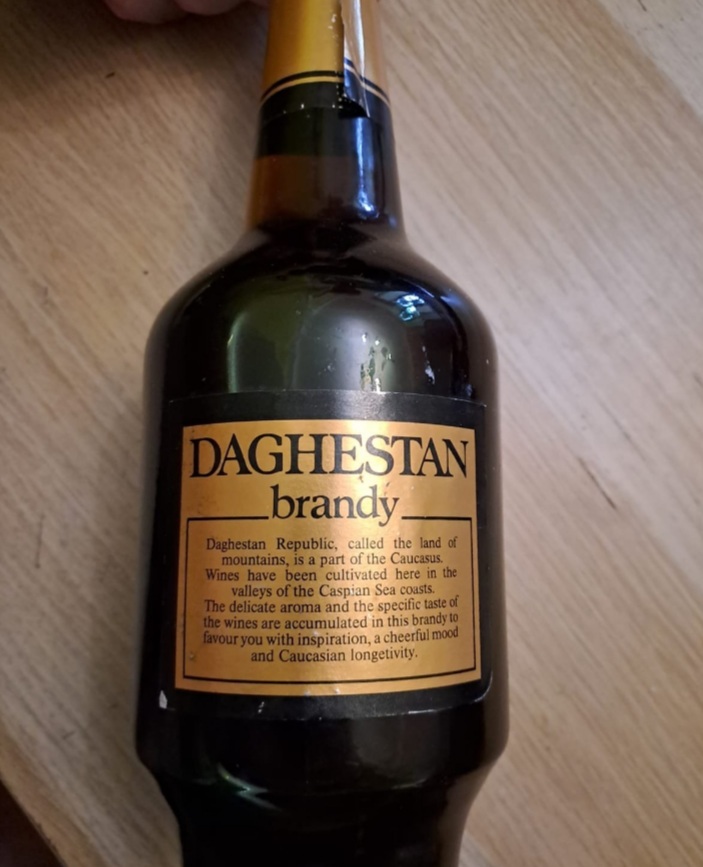 DAGHESTAN
brandy
Daghestan Republic, called the land of
mountains, is a part of the Caucasus.
Wines have been cultivated here in the
valleys of the Caspian Sea coasts.
The delicate aroma and the specific taste of
the wines are accumulated in this brandy to
favour you with inspiration, a cheerful mood
and Caucasian longetivity.